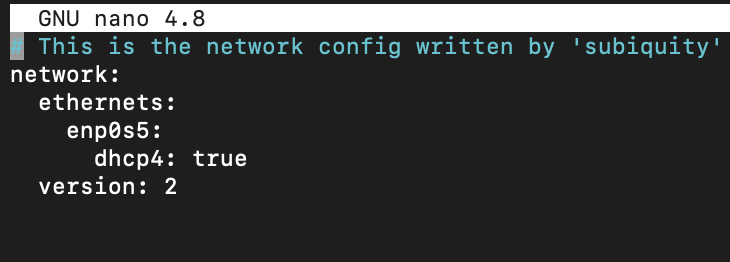 GNU nano 4.8
# This is the network config written by 'subiquity'
network:
  ethernets:
    enp0s5:
      dhcp4: true
  version: 2